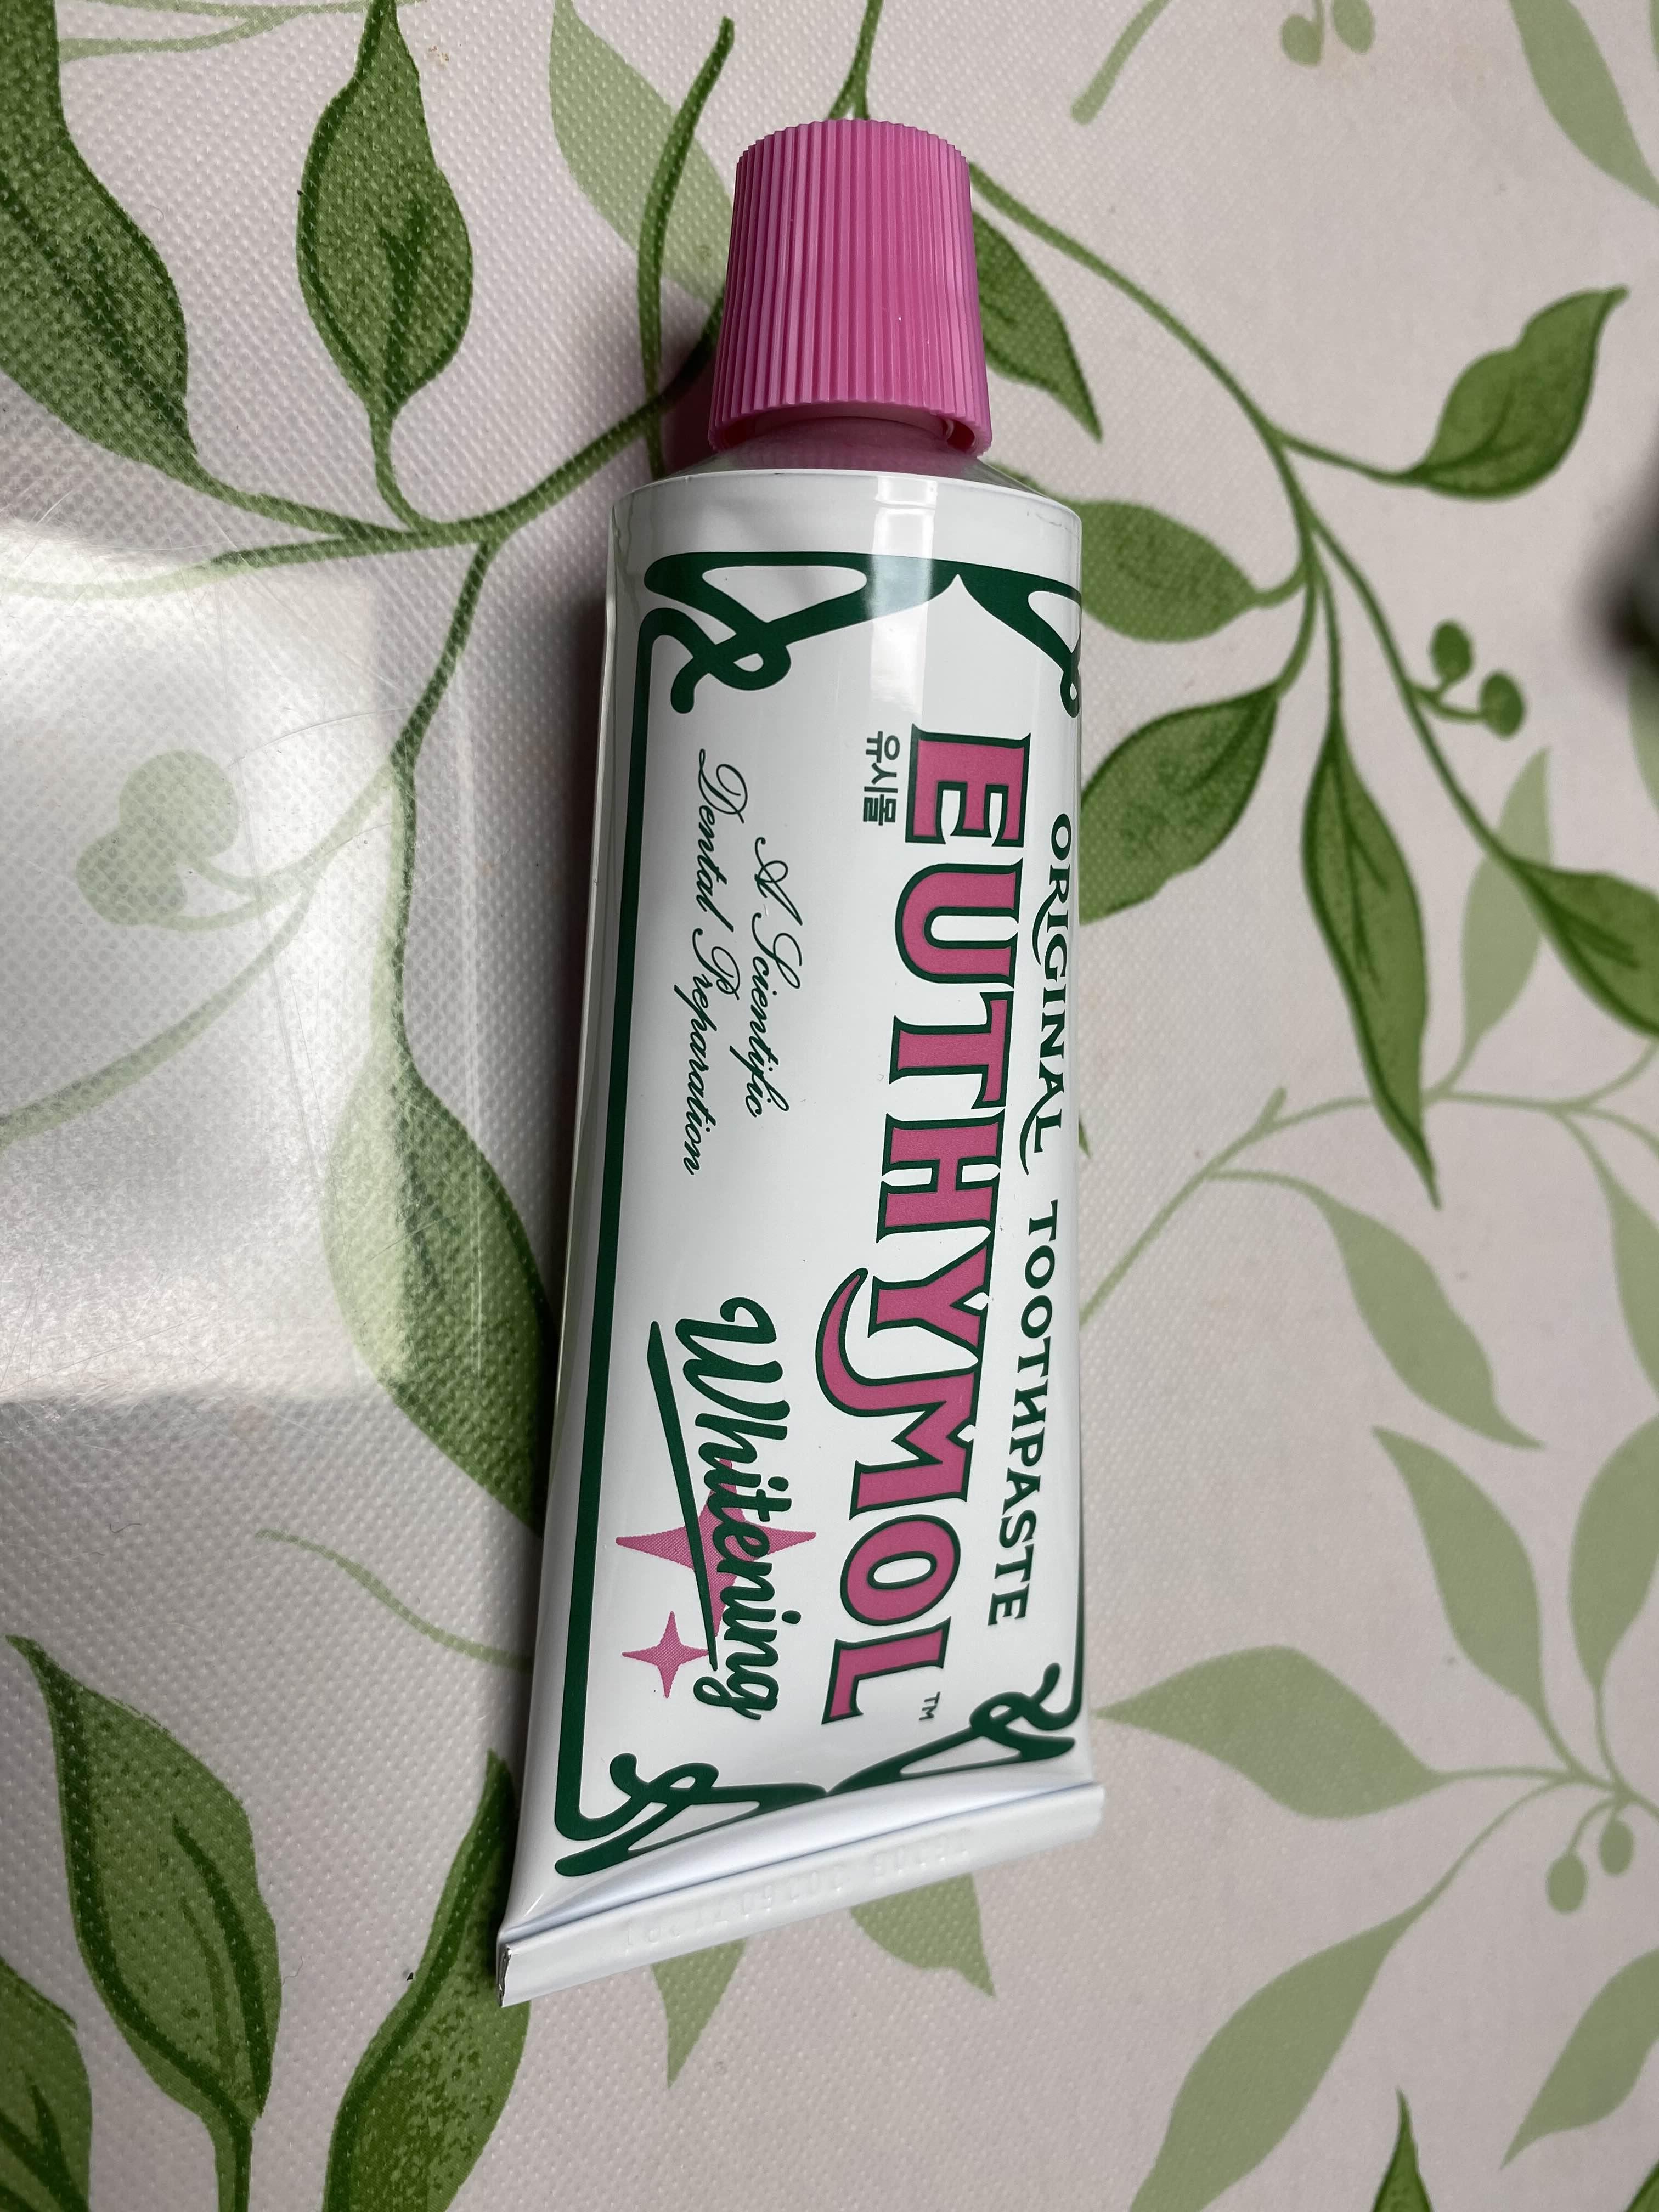 ORIGINAL TOOTHPASTE
EUTHYMOL™
유시몰
A Scientific
Dental Preparation
Whitening